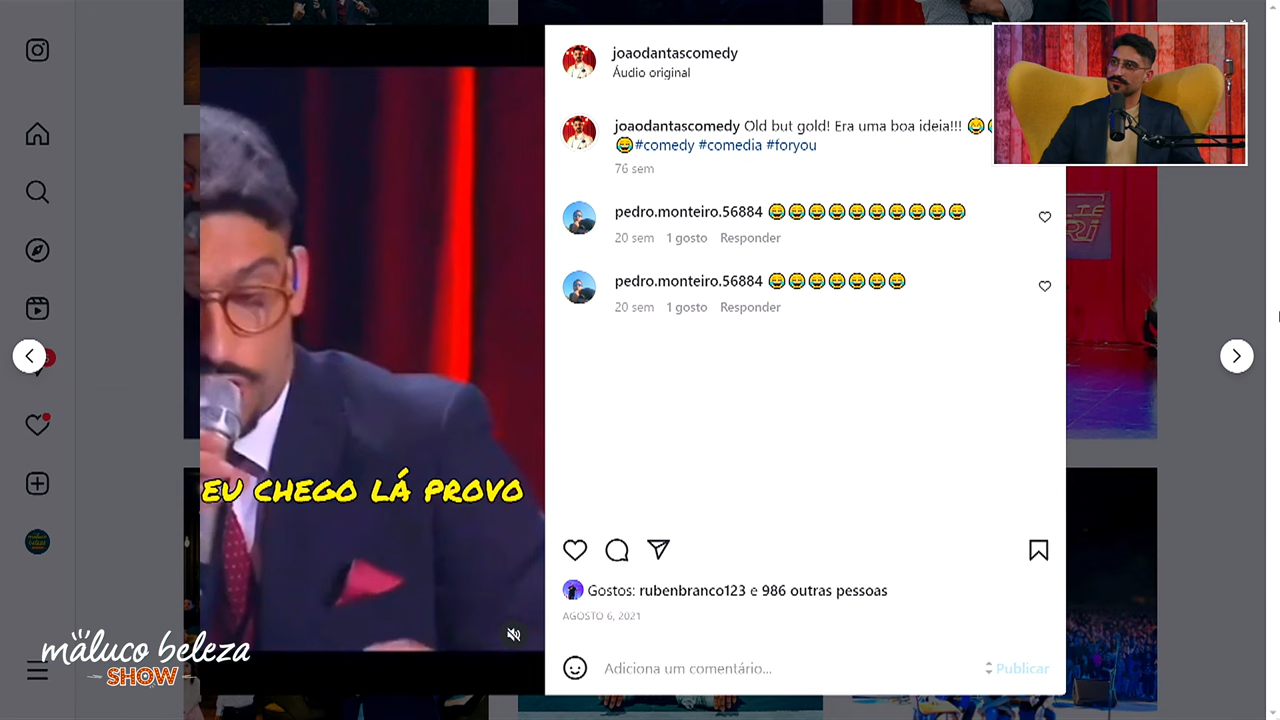 joaodantascomedy
Áudio original
joaodantascomedy Old but gold! Era uma boa ideia!!! 😂
😂#comedy #comedia #foryou
76 sem
pedro.monteiro.56884 😂😂😂😂😂😂😂😂😂😂
20 sem 1 gosto Responder
pedro.monteiro.56884 😂😂😂😂😂😂😂
20 sem 1 gosto Responder
EU CHEGO LÁ PROVO
Gostos: rubenbranco123 e 986 outras pessoas
AGOSTO 6, 2021
Adiciona um comentário...
Publicar
maluco beleza
SHOW